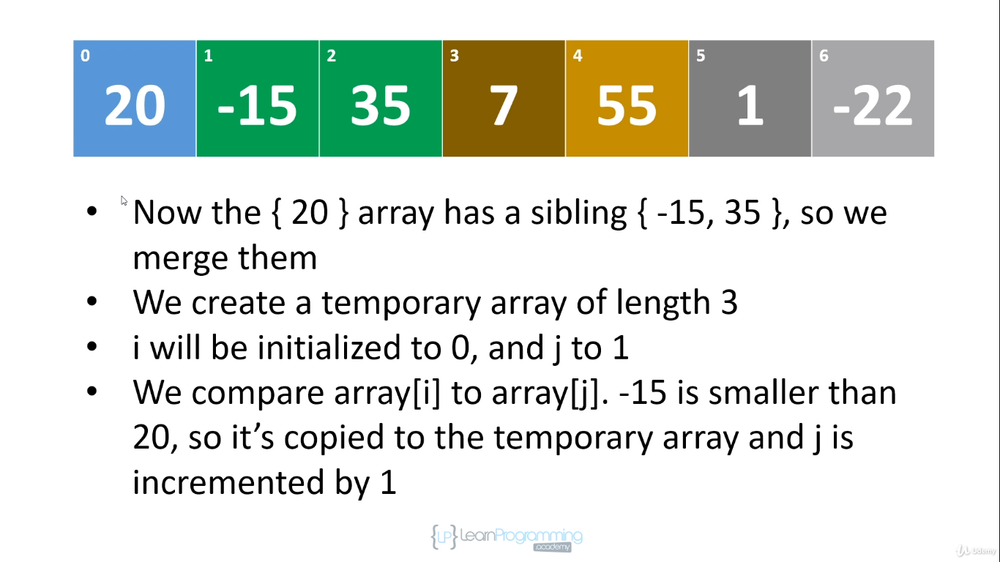 0 1 2 3 4 5 6
20 -15 35 7 55 1 -22
• Now the { 20 } array has a sibling { -15, 35 }, so we
merge them
• We create a temporary array of length 3
• i will be initialized to 0, and j to 1
• We compare array[i] to array[j]. -15 is smaller than
20, so it’s copied to the temporary array and j is
incremented by 1
{LP} LearnProgramming
.academy
Udemy